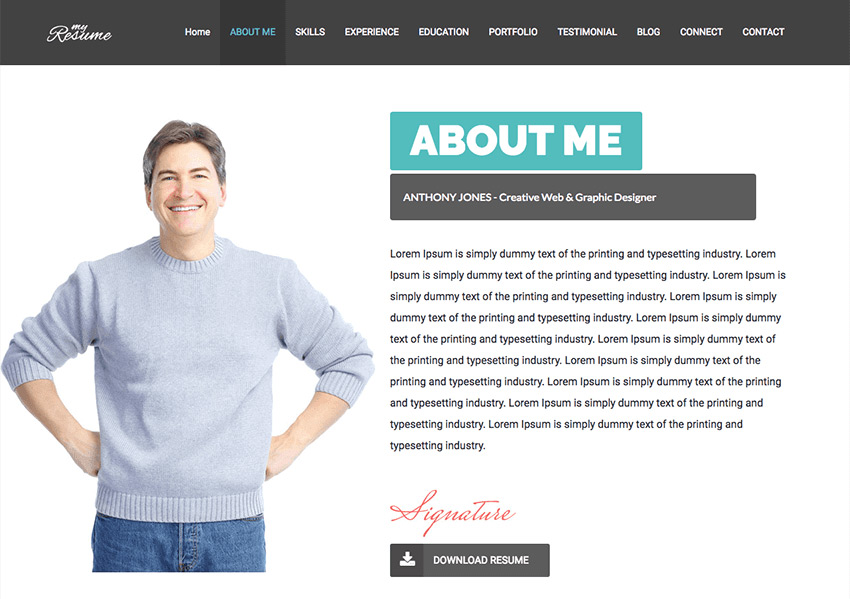 my
Resume
Home ABOUT ME SKILLS EXPERIENCE EDUCATION PORTFOLIO TESTIMONIAL BLOG CONNECT CONTACT
ABOUT ME
ANTHONY JONES - Creative Web & Graphic Designer
Lorem Ipsum is simply dummy text of the printing and typesetting industry. Lorem
Ipsum is simply dummy text of the printing and typesetting industry. Lorem Ipsum is
simply dummy text of the printing and typesetting industry. Lorem Ipsum is simply
dummy text of the printing and typesetting industry. Lorem Ipsum is simply dummy
text of the printing and typesetting industry. Lorem Ipsum is simply dummy text of
the printing and typesetting industry. Lorem Ipsum is simply dummy text of the
printing and typesetting industry. Lorem Ipsum is simply dummy text of the printing
and typesetting industry. Lorem Ipsum is simply dummy text of the printing and
typesetting industry. Lorem Ipsum is simply dummy text of the printing and
typesetting industry.
Signature
DOWNLOAD RESUME